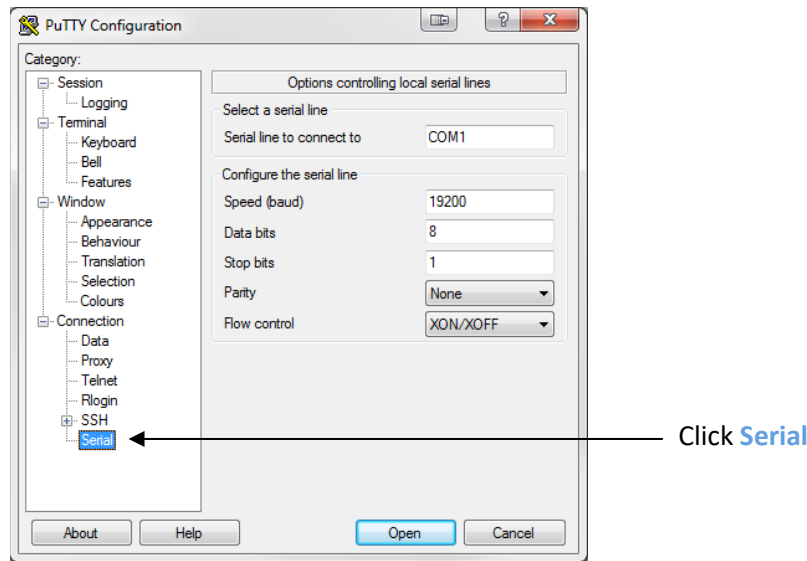 PuTTY Configuration
Category:
Session
Logging
Terminal
Keyboard
Bell
Features
Window
Appearance
Behaviour
Translation
Selection
Colours
Connection
Data
Proxy
Telnet
Rlogin
SSH
Serial
Options controlling local serial lines
Select a serial line
Serial line to connect to COM1
Configure the serial line
Speed (baud) 19200
Data bits 8
Stop bits 1
Parity None
Flow control XON/XOFF
About Help Open Cancel
Click Serial